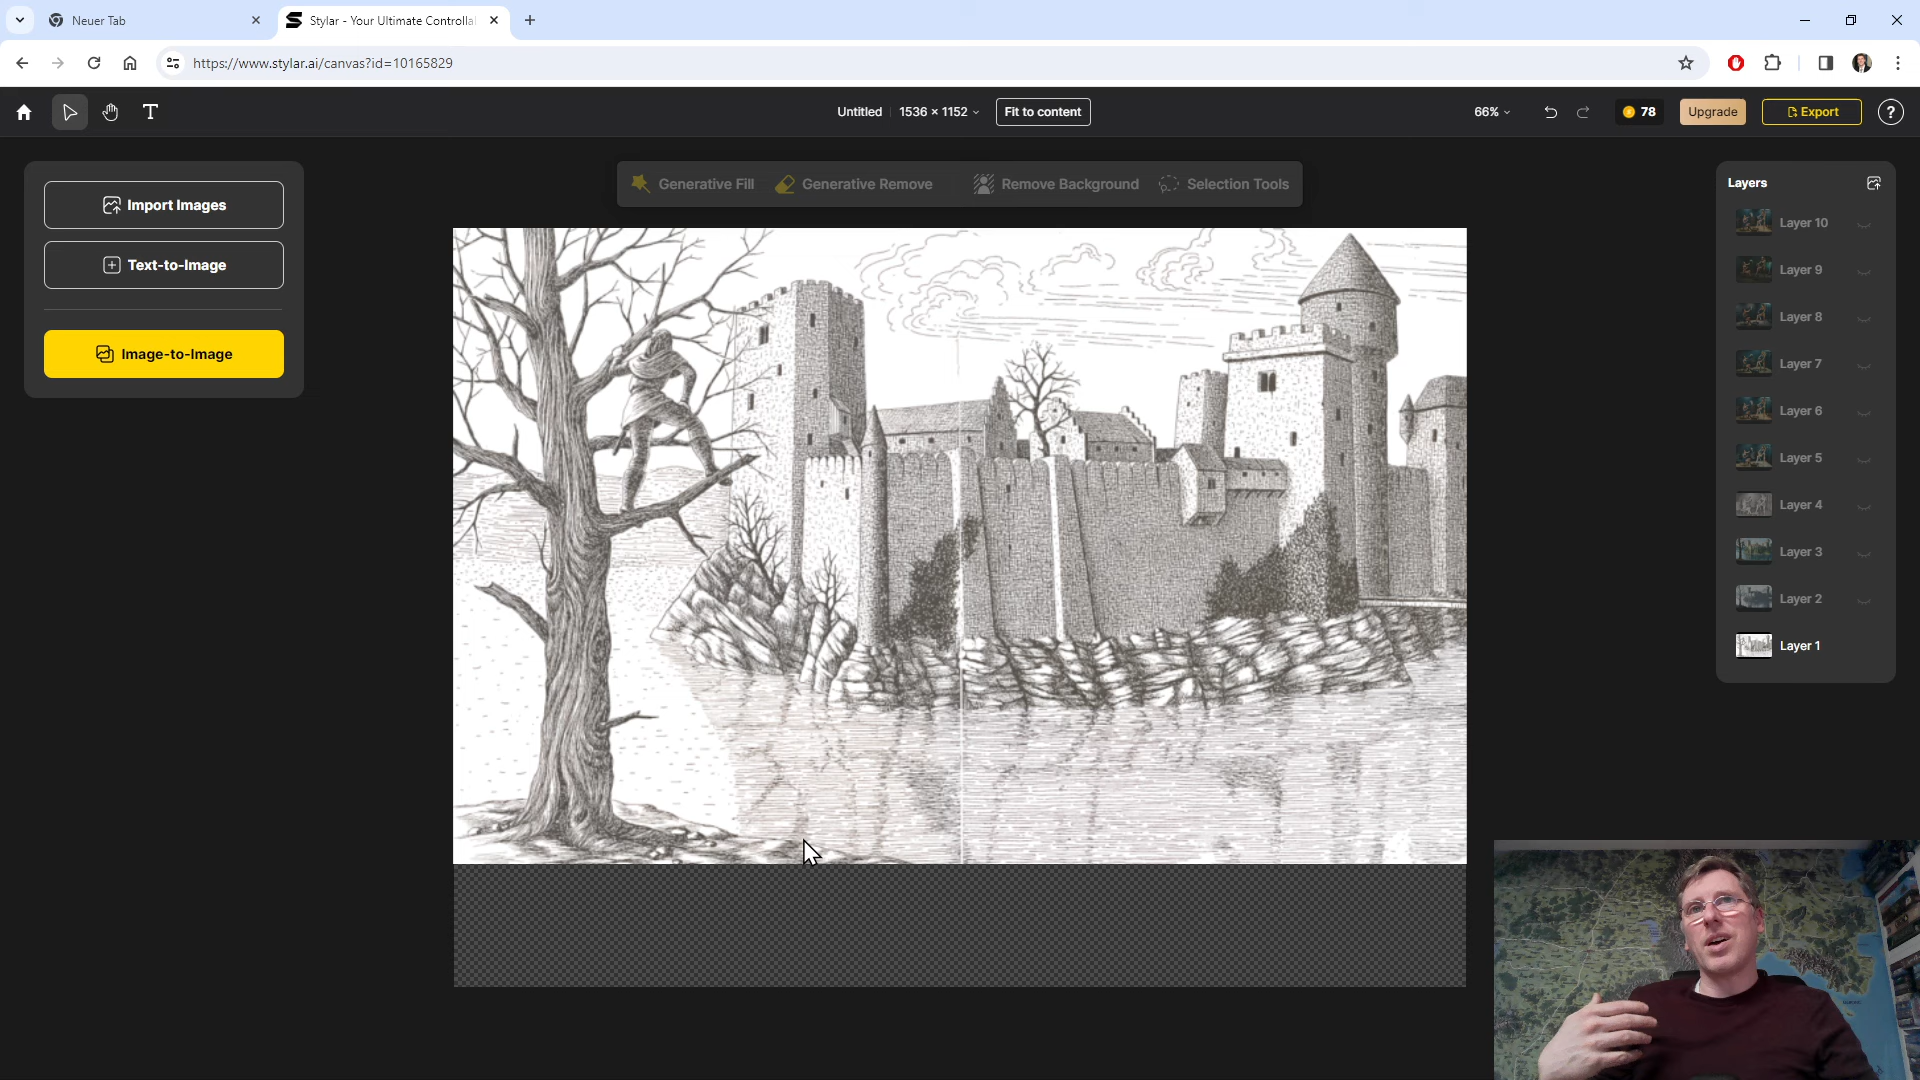 Neuer Tab
Stylar - Your Ultimate Controlla
https://www.stylar.ai/canvas?id=10165829
Untitled
1536 × 1152
Fit to content
66%
78
Upgrade
Export
?
Import Images
Text-to-Image
Image-to-Image
Generative Fill
Generative Remove
Remove Background
Selection Tools
Layers
Layer 10
Layer 9
Layer 8
Layer 7
Layer 6
Layer 5
Layer 4
Layer 3
Layer 2
Layer 1